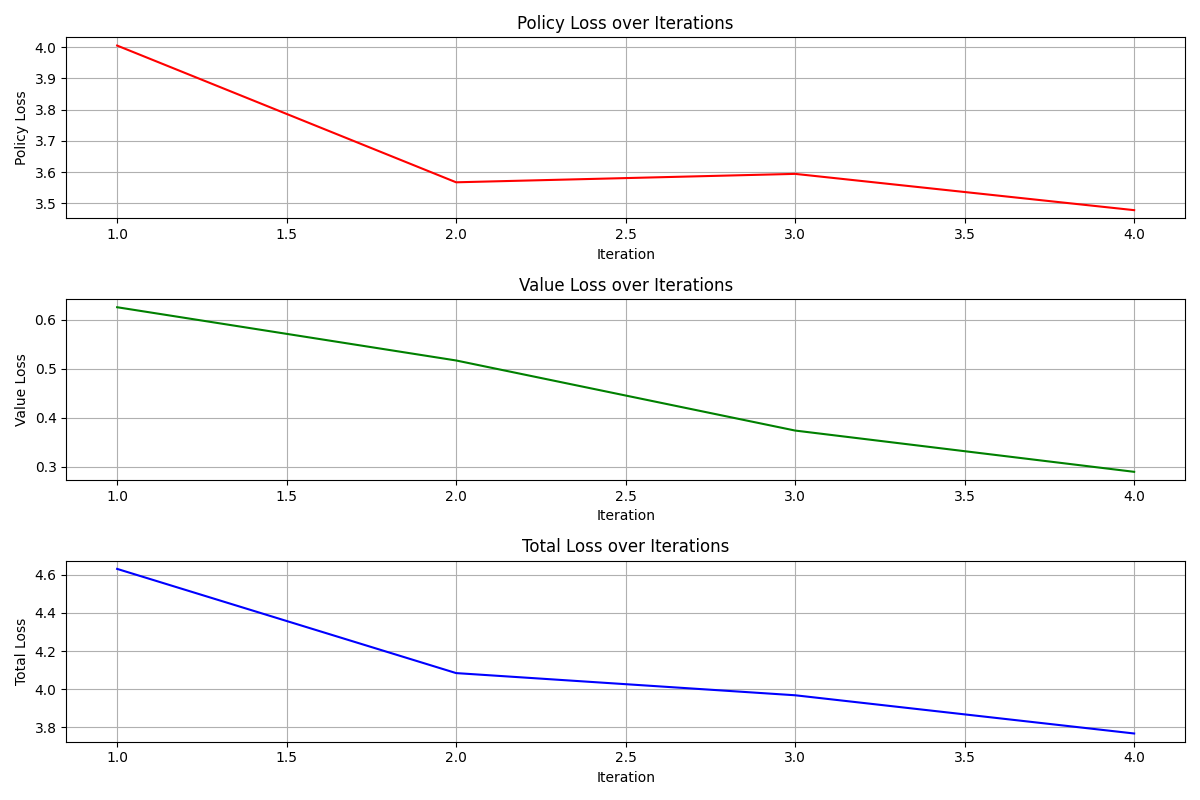 Policy Loss over Iterations
Policy Loss
4.0
3.9
3.8
3.7
3.6
3.5
1.0 1.5 2.0 2.5 3.0 3.5 4.0
Iteration
Value Loss over Iterations
Value Loss
0.6
0.5
0.4
0.3
1.0 1.5 2.0 2.5 3.0 3.5 4.0
Iteration
Total Loss over Iterations
Total Loss
4.6
4.4
4.2
4.0
3.8
1.0 1.5 2.0 2.5 3.0 3.5 4.0
Iteration